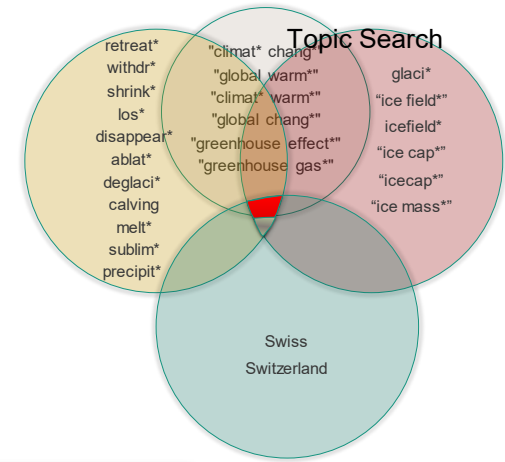 Topic Search
retreat*
withdr*
shrink*
los*
disappear*
ablat*
deglaci*
calving
melt*
sublim*
precipit*
"climat* chang*"
"global warm*"
"climat* warm*"
"global chang*"
"greenhouse effect*"
"greenhouse gas*"
glaci*
“ice field*”
icefield*
“ice cap*”
“icecap*”
“ice mass*”
Swiss
Switzerland